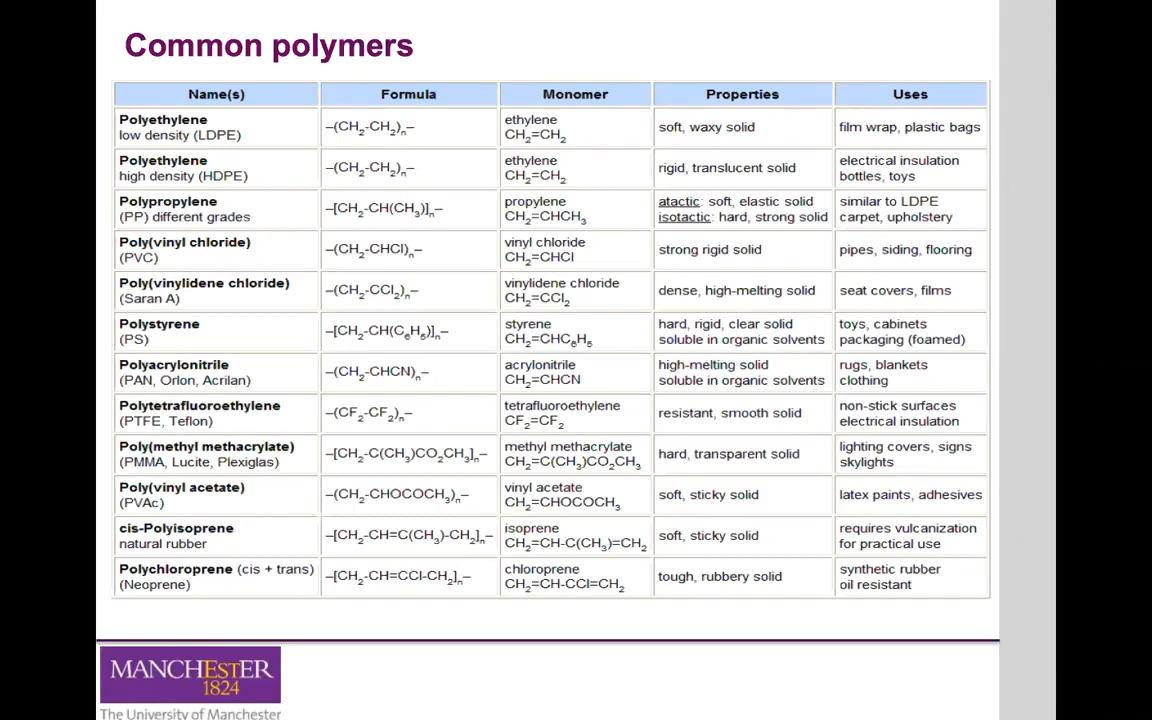 Common polymers
Name(s) Formula Monomer Properties Uses
Polyethylene
low density (LDPE)
–(CH₂-CH₂)ₙ–
ethylene
CH₂=CH₂
soft, waxy solid
film wrap, plastic bags
Polyethylene
high density (HDPE)
–(CH₂-CH₂)ₙ–
ethylene
CH₂=CH₂
rigid, translucent solid
electrical insulation
bottles, toys
Polypropylene
(PP) different grades
–[CH₂-CH(CH₃)]ₙ–
propylene
CH₂=CHCH₃
atactic: soft, elastic solid
isotactic: hard, strong solid
similar to LDPE
carpet, upholstery
Poly(vinyl chloride)
(PVC)
–(CH₂-CHCl)ₙ–
vinyl chloride
CH₂=CHCl
strong rigid solid
pipes, siding, flooring
Poly(vinylidene chloride)
(Saran A)
–(CH₂-CCl₂)ₙ–
vinylidene chloride
CH₂=CCl₂
dense, high-melting solid
seat covers, films
Polystyrene
(PS)
–[CH₂-CH(C₆H₅)]ₙ–
styrene
CH₂=CHC₆H₅
hard, rigid, clear solid
soluble in organic solvents
toys, cabinets
packaging (foamed)
Polyacrylonitrile
(PAN, Orlon, Acrilan)
–(CH₂-CHCN)ₙ–
acrylonitrile
CH₂=CHCN
high-melting solid
soluble in organic solvents
rugs, blankets
clothing
Polytetrafluoroethylene
(PTFE, Teflon)
–(CF₂-CF₂)ₙ–
tetrafluoroethylene
CF₂=CF₂
resistant, smooth solid
non-stick surfaces
electrical insulation
Poly(methyl methacrylate)
(PMMA, Lucite, Plexiglas)
–[CH₂-C(CH₃)CO₂CH₃]ₙ–
methyl methacrylate
CH₂=C(CH₃)CO₂CH₃
hard, transparent solid
lighting covers, signs
skylights
Poly(vinyl acetate)
(PVAc)
–(CH₂-CHOCOCH₃)ₙ–
vinyl acetate
CH₂=CHOCOCH₃
soft, sticky solid
latex paints, adhesives
cis-Polyisoprene
natural rubber
–[CH₂-CH=C(CH₃)-CH₂]ₙ–
isoprene
CH₂=CH-C(CH₃)=CH₂
soft, sticky solid
requires vulcanization
for practical use
Polychloroprene (cis + trans)
(Neoprene)
–[CH₂-CH=CCl-CH₂]ₙ–
chloroprene
CH₂=CH-CCl=CH₂
tough, rubbery solid
synthetic rubber
oil resistant
MANCHESTER
1824
The University of Manchester